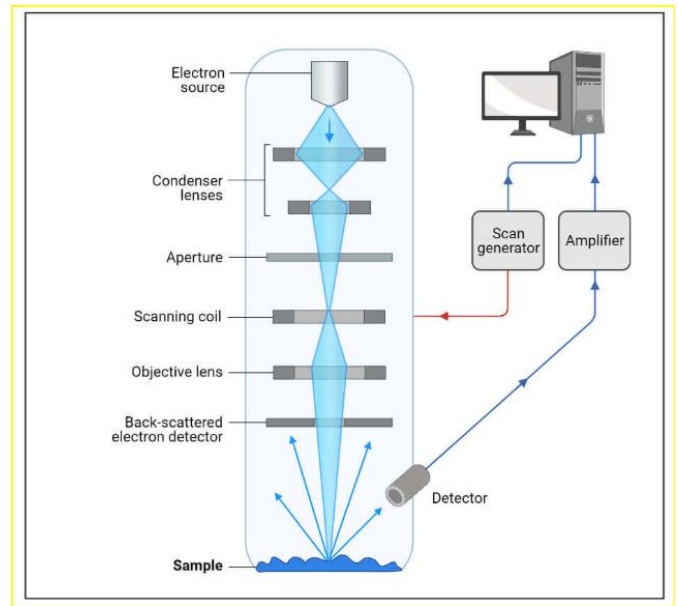 Electron
source
Condenser
lenses
Aperture
Scanning coil
Objective lens
Back-scattered
electron detector
Sample
Scan
generator
Amplifier
Detector